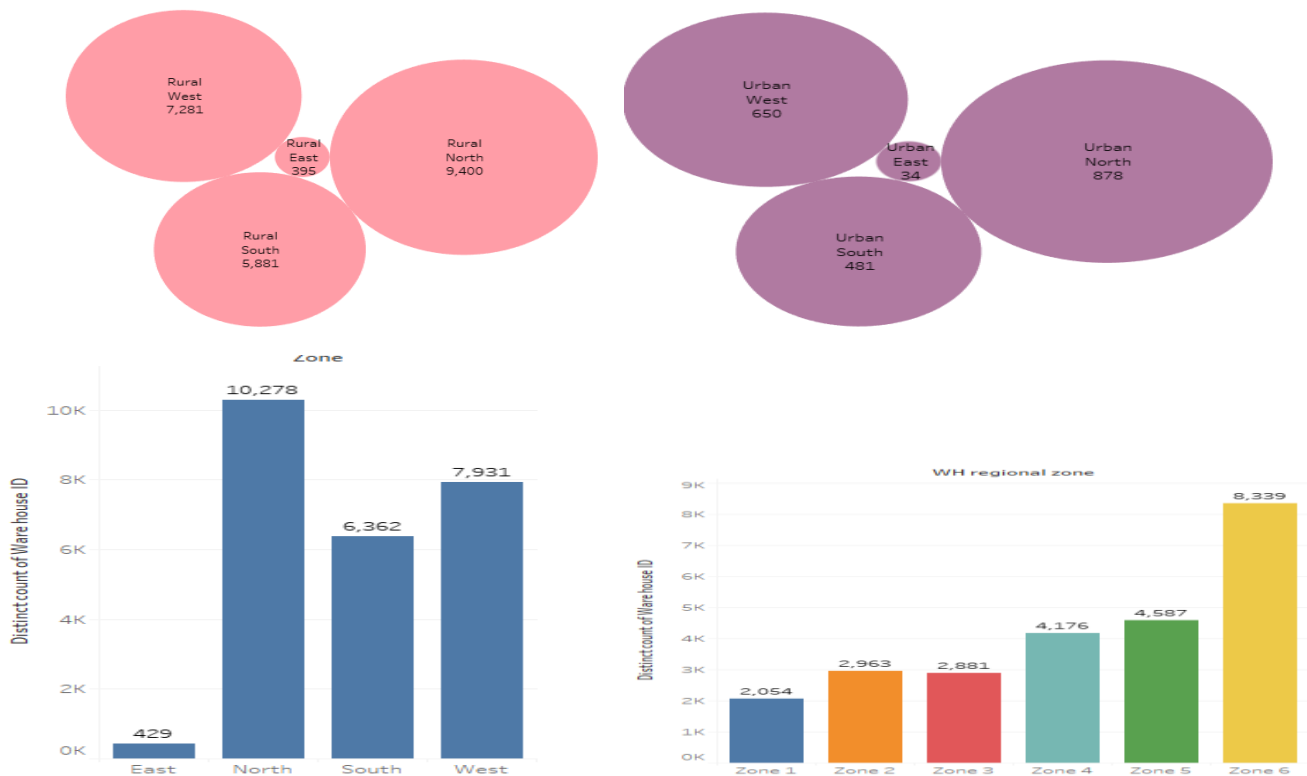 Rural
West
7,281
Rural
East
395
Rural
North
9,400
Rural
South
5,881
Urban
West
650
Urban
East
34
Urban
North
878
Urban
South
481
Zone
Distinct count of Ware house ID
10K
8K
6K
4K
2K
0K
429
10,278
6,362
7,931
East
North
South
West
WH regional zone
Distinct count of Ware house ID
9K
8K
7K
6K
5K
4K
3K
2K
1K
0K
2,054
2,963
2,881
4,176
4,587
8,339
Zone 1
Zone 2
Zone 3
Zone 4
Zone 5
Zone 6